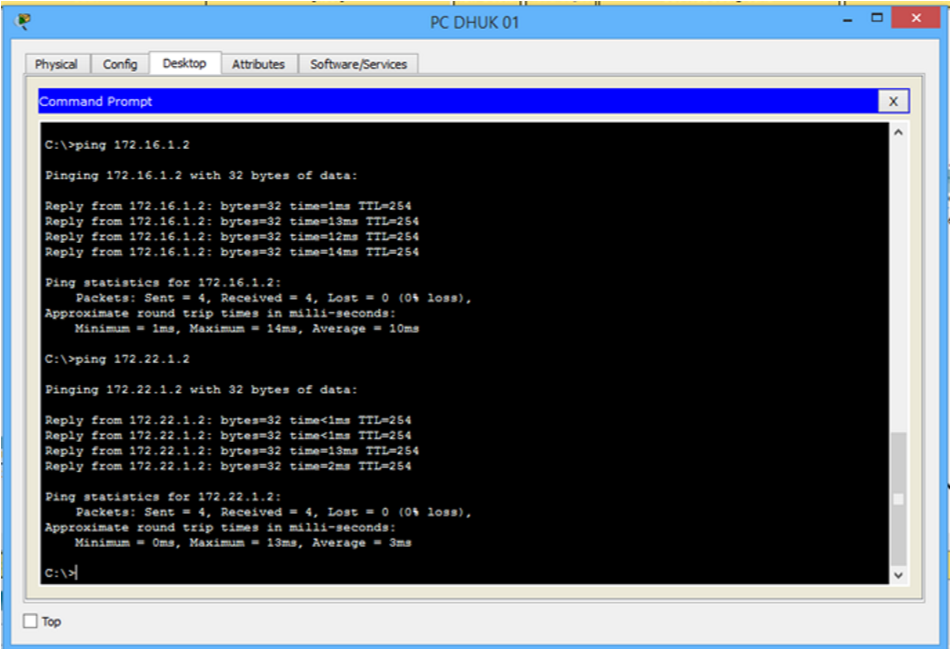 PC DHUK 01
Physical Config Desktop Attributes Software/Services
Command Prompt X
C:\>ping 172.16.1.2
Pinging 172.16.1.2 with 32 bytes of data:
Reply from 172.16.1.2: bytes=32 time=1ms TTL=254
Reply from 172.16.1.2: bytes=32 time=13ms TTL=254
Reply from 172.16.1.2: bytes=32 time=12ms TTL=254
Reply from 172.16.1.2: bytes=32 time=14ms TTL=254
Ping statistics for 172.16.1.2:
Packets: Sent = 4, Received = 4, Lost = 0 (0% loss),
Approximate round trip times in milli-seconds:
Minimum = 1ms, Maximum = 14ms, Average = 10ms
C:\>ping 172.22.1.2
Pinging 172.22.1.2 with 32 bytes of data:
Reply from 172.22.1.2: bytes=32 time<1ms TTL=254
Reply from 172.22.1.2: bytes=32 time<1ms TTL=254
Reply from 172.22.1.2: bytes=32 time=13ms TTL=254
Reply from 172.22.1.2: bytes=32 time=2ms TTL=254
Ping statistics for 172.22.1.2:
Packets: Sent = 4, Received = 4, Lost = 0 (0% loss),
Approximate round trip times in milli-seconds:
Minimum = 0ms, Maximum = 13ms, Average = 3ms
C:\>
Top